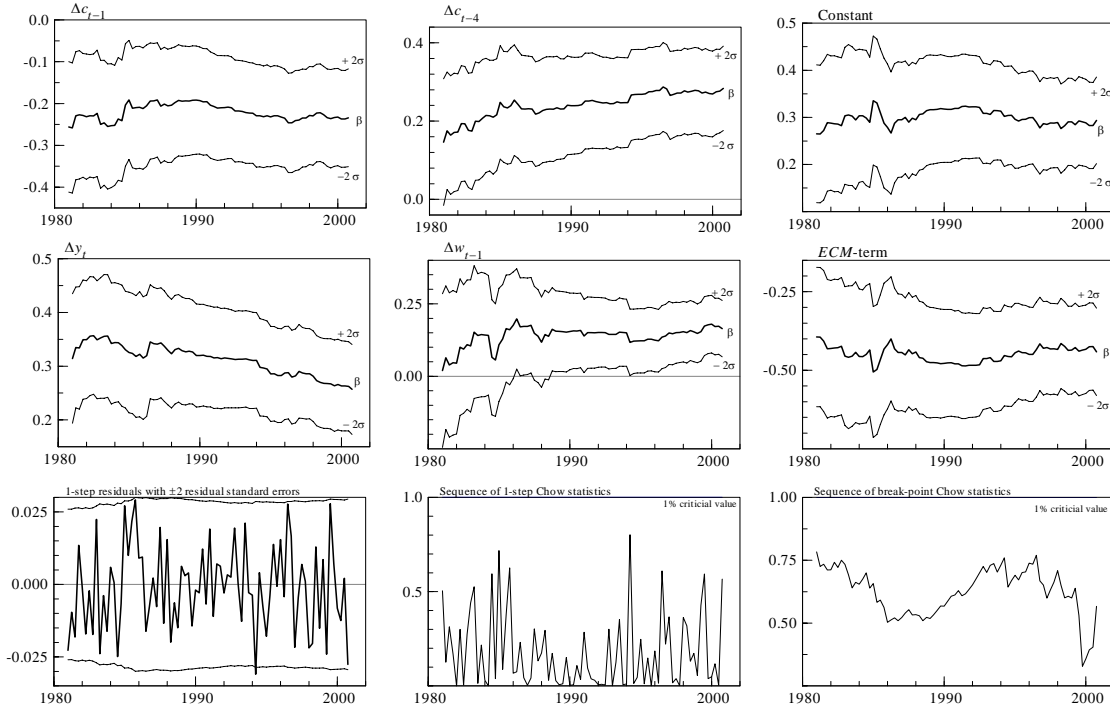 Δc_{t-1}
0.0
-0.1
-0.2
-0.3
-0.4
+ 2σ
β
−2σ
1980 1990 2000
Δc_{t-4}
0.4
0.2
0.0
+ 2σ
β
−2 σ
1980 1990 2000
Constant
0.5
0.4
0.3
0.2
+ 2σ
β
−2 σ
1980 1990 2000
Δy_t
0.5
0.4
0.3
0.2
+ 2σ
β
− 2σ
1980 1990 2000
Δw_{t-1}
0.25
0.00
+ 2σ
β
− 2σ
1980 1990 2000
ECM-term
-0.25
-0.50
+ 2σ
β
− 2σ
1980 1990 2000
1-step residuals with ±2 residual standard errors
0.025
0.000
-0.025
1980 1990 2000
Sequence of 1-step Chow statistics
1.0
1% criticial value
0.5
1980 1990 2000
Sequence of break-point Chow statistics
1.00
1% criticial value
0.75
0.50
1980 1990 2000